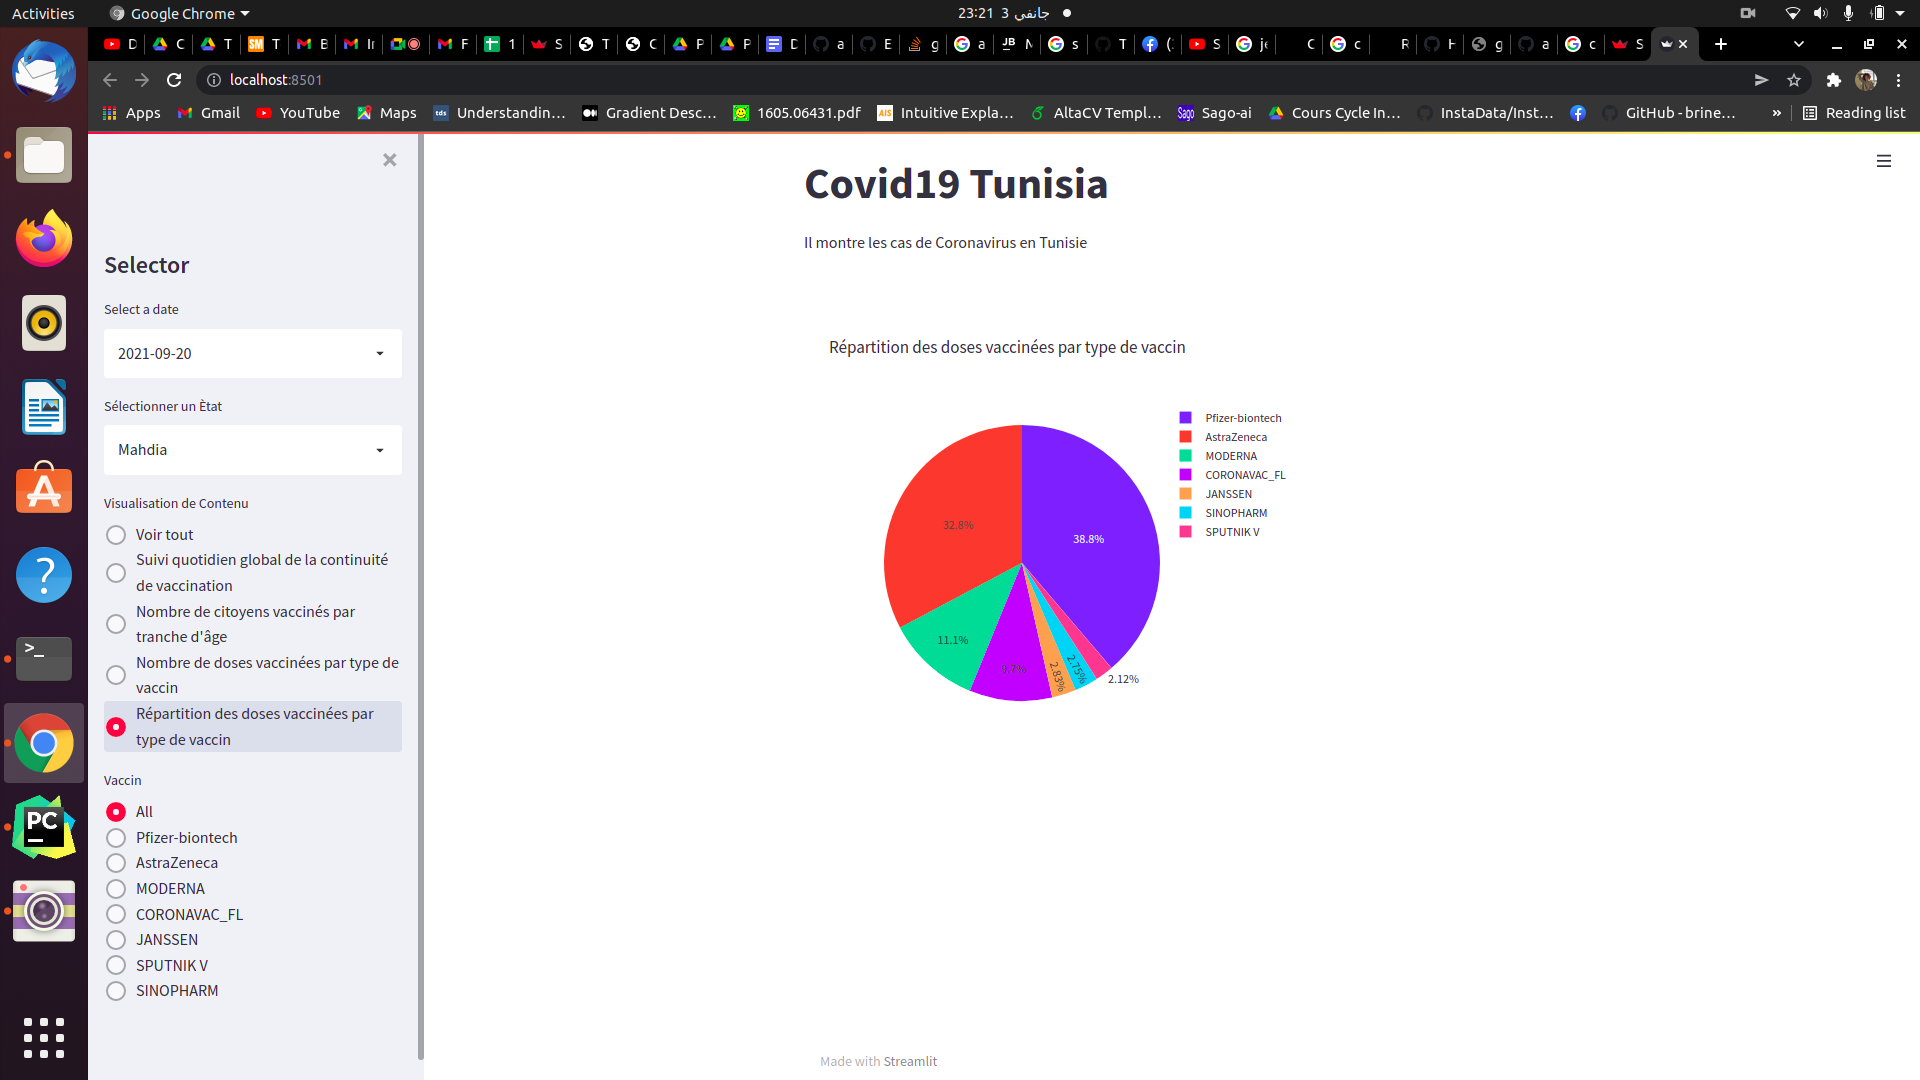 Activities
Google Chrome
23:21 3 جانفي
localhost:8501
Apps
Gmail
YouTube
Maps
Understandin…
Gradient Desc…
1605.06431.pdf
Intuitive Expla…
AltaCV Templ…
Sago-ai
Cours Cycle In…
InstaData/Inst…
GitHub - brine…
»
Reading list
Selector
Select a date
2021-09-20
Sélectionner un Ètat
Mahdia
Visualisation de Contenu
Voir tout
Suivi quotidien global de la continuité
de vaccination
Nombre de citoyens vaccinés par
tranche d'âge
Nombre de doses vaccinées par type de
vaccin
Répartition des doses vaccinées par
type de vaccin
Vaccin
All
Pfizer-biontech
AstraZeneca
MODERNA
CORONAVAC_FL
JANSSEN
SPUTNIK V
SINOPHARM
Covid19 Tunisia
Il montre les cas de Coronavirus en Tunisie
Répartition des doses vaccinées par type de vaccin
Pfizer-biontech
AstraZeneca
MODERNA
CORONAVAC_FL
JANSSEN
SINOPHARM
SPUTNIK V
32.8%
38.8%
11.1%
9.7%
2.83%
2.75%
2.12%
Made with Streamlit